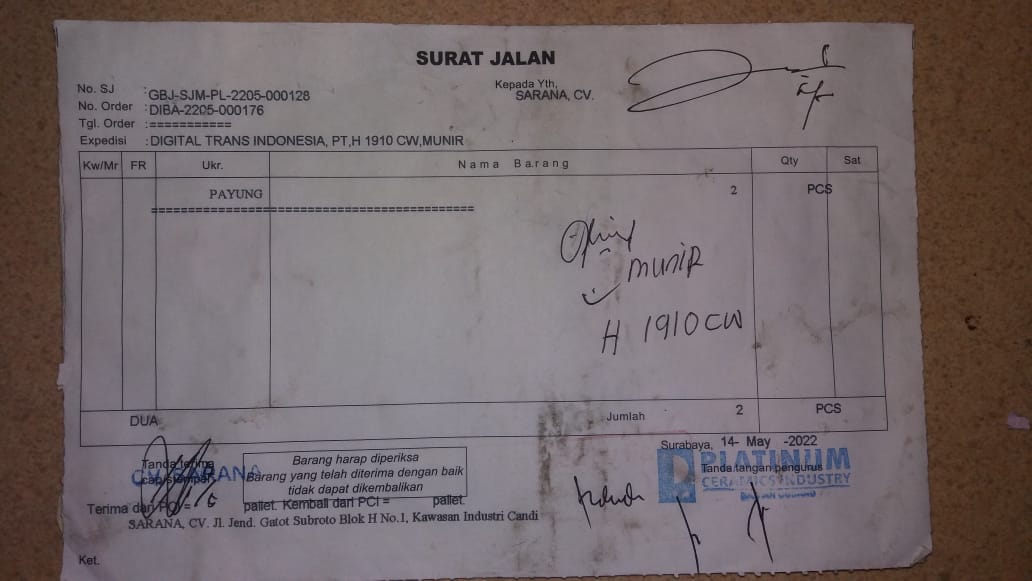 SURAT JALAN
No. SJ : GBJ-SJM-PL-2205-000128
Kepada Yth,
SARANA, CV.
No. Order : DIBA-2205-000176
Tgl. Order : ===========
Expedisi : DIGITAL TRANS INDONESIA, PT,H 1910 CW,MUNIR
Kw/Mr FR Ukr. Nama Barang Qty Sat
PAYUNG 2 PCS
=============================================
MUNIR
H 1910 CW
DUA Jumlah 2 PCS
Surabaya, 14- May -2022
Tanda terima
cap/stempel
CV. SARANA
Barang harap diperiksa
Barang yang telah diterima dengan baik
tidak dapat dikembalikan
PLATINUM
Tanda tangan pengurus
CERAMICS INDUSTRY
Terima dari PCI = pallet. Kembali dari PCI = pallet.
SARANA, CV. Jl. Jend. Gatot Subroto Blok H No.1, Kawasan Industri Candi
Ket.